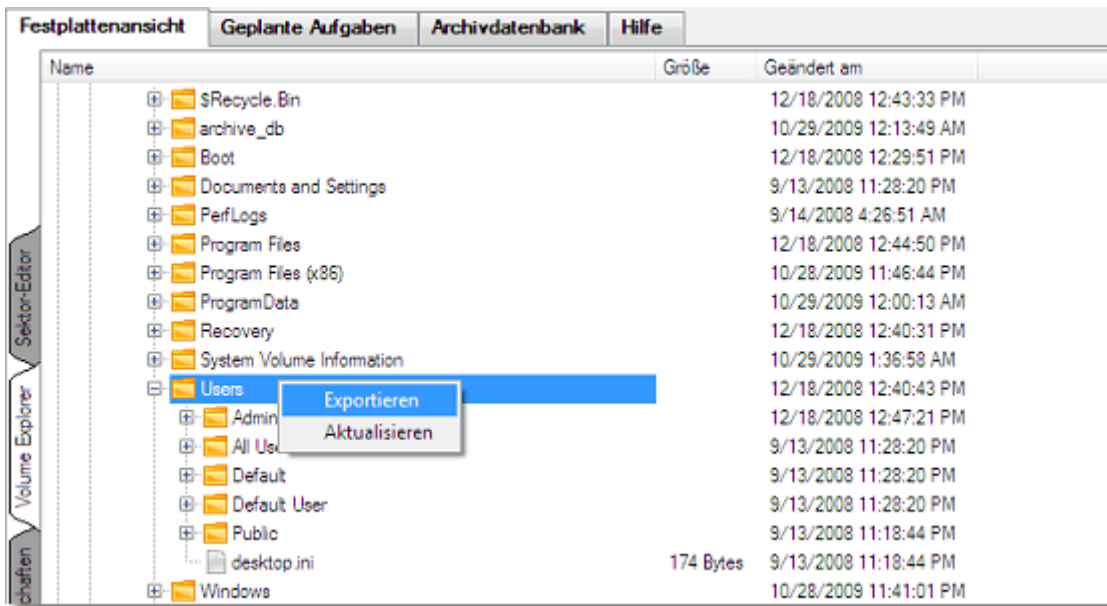 Festplattenansicht Geplante Aufgaben Archivdatenbank Hilfe
Name Größe Geändert am
$Recycle.Bin 12/18/2008 12:43:33 PM
archive_db 10/29/2009 12:13:49 AM
Boot 12/18/2008 12:29:51 PM
Documents and Settings 9/13/2008 11:28:20 PM
PerfLogs 9/14/2008 4:26:51 AM
Program Files 12/18/2008 12:44:50 PM
Program Files (x86) 10/28/2009 11:46:44 PM
ProgramData 10/29/2009 12:00:13 AM
Recovery 12/18/2008 12:40:31 PM
System Volume Information 10/29/2009 1:36:58 AM
Users 12/18/2008 12:40:43 PM
Exportieren
Admin 12/18/2008 12:47:21 PM
Aktualisieren
All Use 9/13/2008 11:28:20 PM
Default 9/13/2008 11:28:20 PM
Default User 9/13/2008 11:28:20 PM
Public 9/13/2008 11:18:44 PM
desktop.ini 174 Bytes 9/13/2008 11:18:44 PM
Windows 10/28/2009 11:41:01 PM
Sektor-Editor
Volume Explorer
chaften